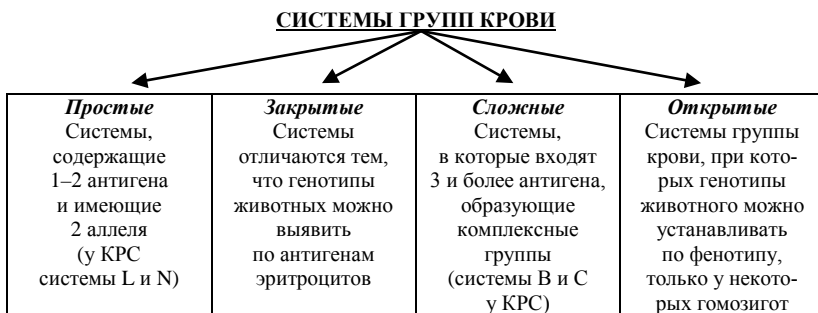 СИСТЕМЫ ГРУПП КРОВИ
Простые
Системы,
содержащие
1–2 антигена
и имеющие
2 аллеля
(у КРС
системы L и N)
Закрытые
Системы
отличаются тем,
что генотипы
животных можно
выявить
по антигенам
эритроцитов
Сложные
Системы,
в которые входят
3 и более антигена,
образующие
комплексные
группы
(системы В и С
у КРС)
Открытые
Системы группы
крови, при кото-
рых генотипы
животного можно
устанавливать
по фенотипу,
только у некото-
рых гомозигот